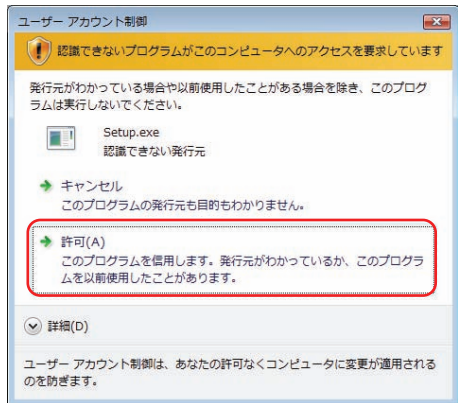 ユーザー アカウント制御
認識できないプログラムがこのコンピュータへのアクセスを要求しています
発行元がわかっている場合や以前使用したことがある場合を除き、このプログ
ラムは実行しないでください。
Setup.exe
認識できない発行元
キャンセル
このプログラムの発行元も目的もわかりません。
許可(A)
このプログラムを信用します。発行元がわかっているか、このプログラ
ムを以前使用したことがあります。
詳細(D)
ユーザー アカウント制御は、あなたの許可なくコンピュータに変更が適用される
のを防ぎます。